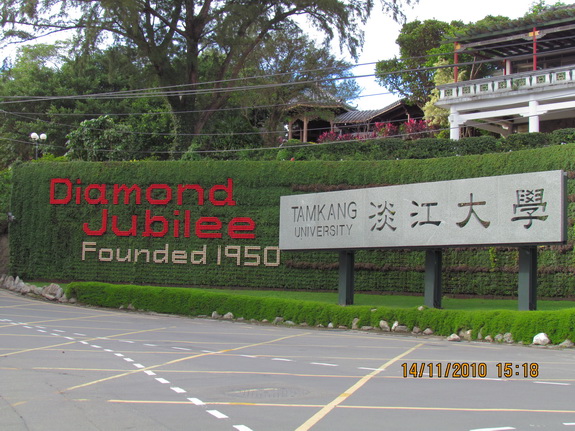 Diamond
Jubilee
Founded 1950
TAMKANG
UNIVERSITY
淡江大學
14/11/2010 15:18